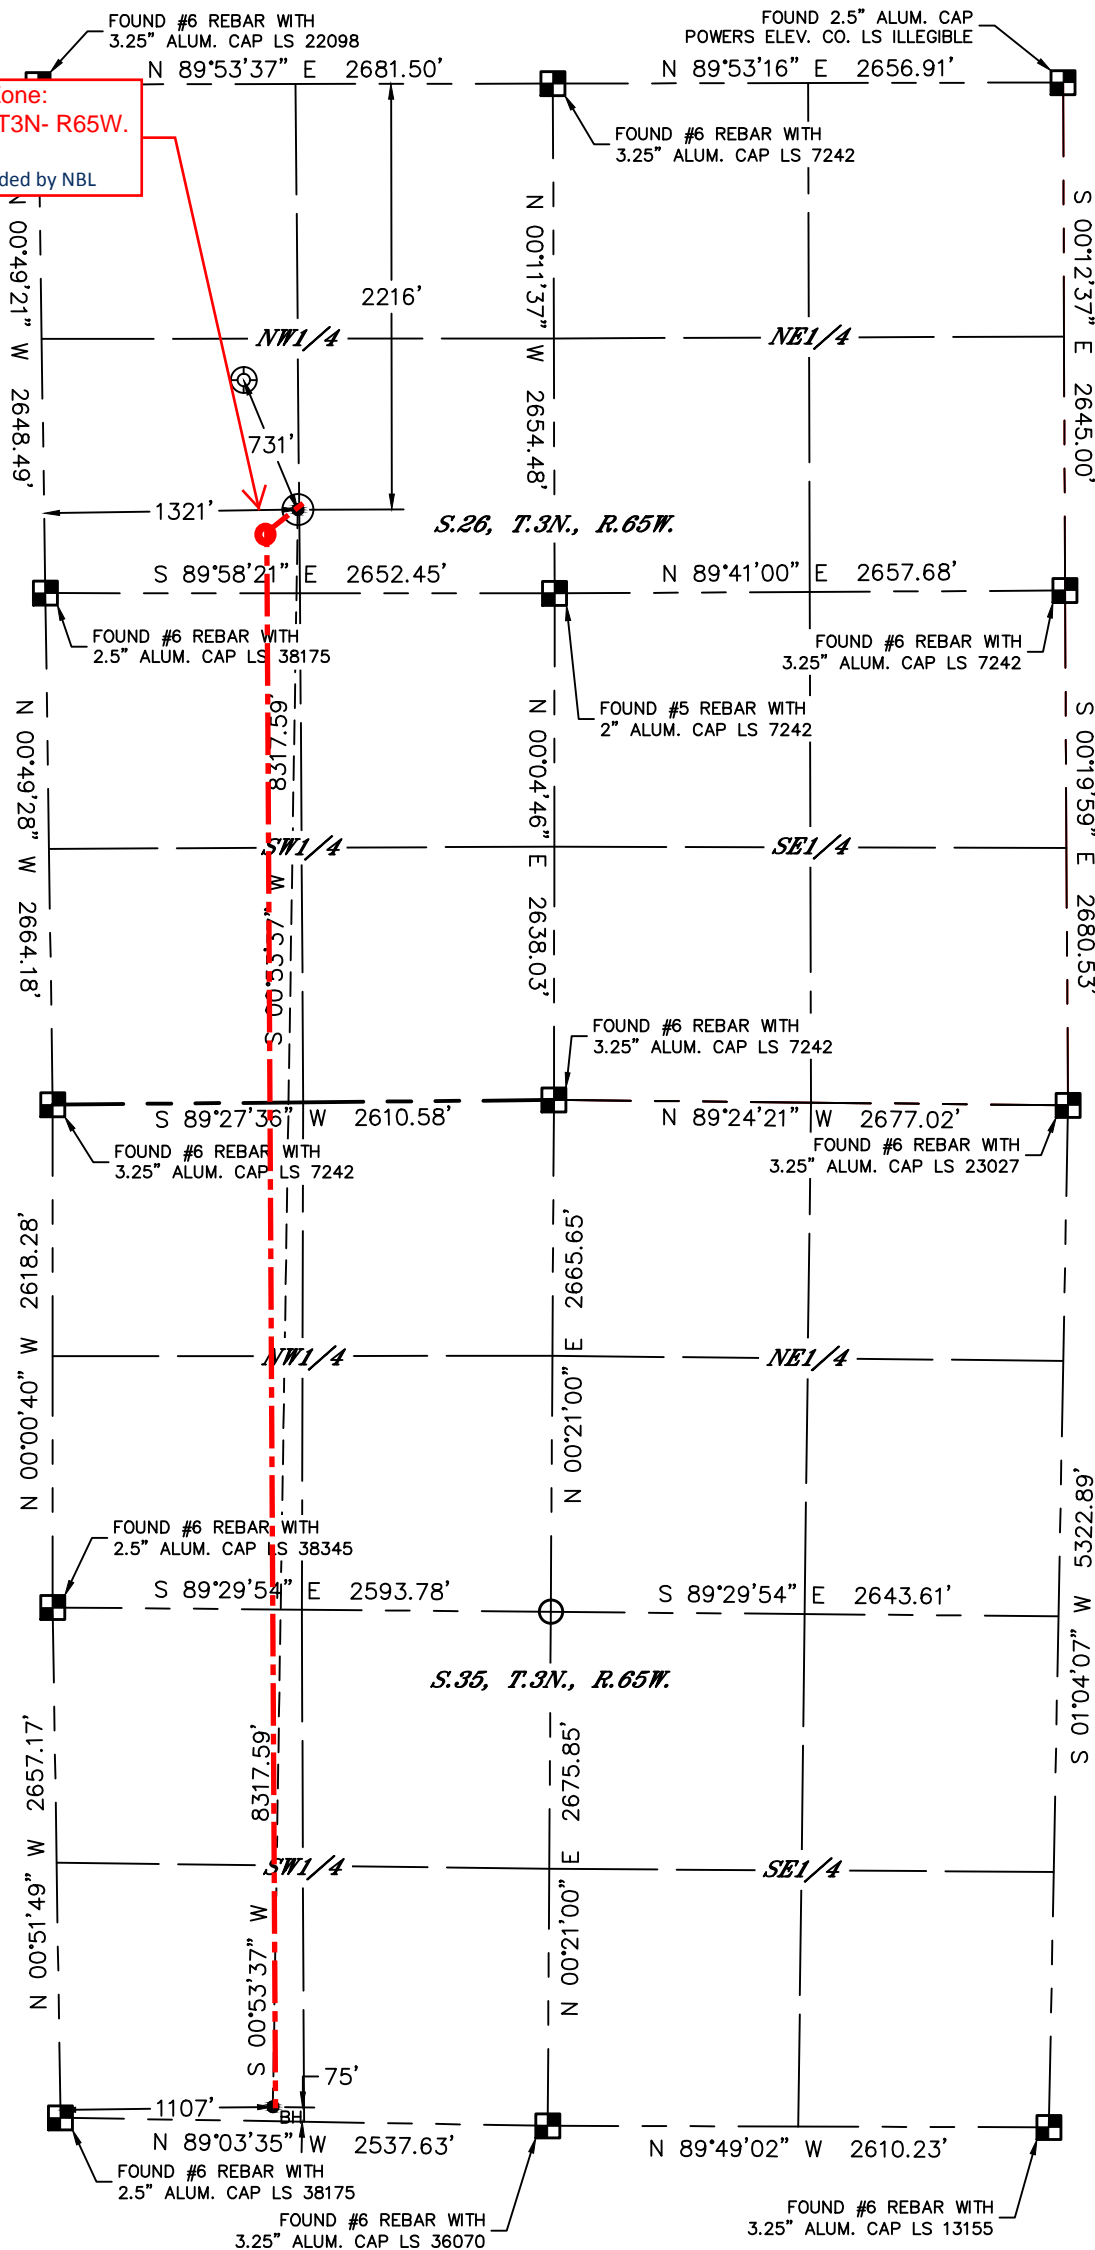 FOUND #6 REBAR WITH
3.25" ALUM. CAP LS 22098
FOUND 2.5" ALUM. CAP
POWERS ELEV. CO. LS ILLEGIBLE
N 89°53'37" E 2681.50'
N 89°53'16" E 2656.91'
one:
T3N- R65W.
ded by NBL
FOUND #6 REBAR WITH
3.25" ALUM. CAP LS 7242
N 00°49'21" W 2648.49'
N 00°11'37" W 2654.48'
S 00°12'37" E 2645.00'
2216'
NW1/4
NE1/4
731'
1321'
S.26, T.3N., R.65W.
S 89°58'21" E 2652.45'
N 89°41'00" E 2657.68'
FOUND #6 REBAR WITH
2.5" ALUM. CAP LS 38175
FOUND #6 REBAR WITH
3.25" ALUM. CAP LS 7242
FOUND #5 REBAR WITH
2" ALUM. CAP LS 7242
N 00°49'28" W 2664.18'
8317.59'
S 00°53'37" W
N 00°04'46" E 2638.03'
S 00°19'59" E 2680.53'
SW1/4
SE1/4
FOUND #6 REBAR WITH
3.25" ALUM. CAP LS 7242
S 89°27'36" W 2610.58'
N 89°24'21" W 2677.02'
FOUND #6 REBAR WITH
3.25" ALUM. CAP LS 7242
FOUND #6 REBAR WITH
3.25" ALUM. CAP LS 23027
N 00°00'40" W 2618.28'
N 00°21'00" E 2665.65'
NW1/4
NE1/4
S 01°04'07" W 5322.89'
FOUND #6 REBAR WITH
2.5" ALUM. CAP LS 38345
S 89°29'54" E 2593.78'
S 89°29'54" E 2643.61'
S.35, T.3N., R.65W.
N 00°51'49" W 2657.17'
8317.59'
S 00°53'37" W
N 00°21'00" E 2675.85'
SW1/4
SE1/4
75'
1107'
BH
N 89°03'35" W 2537.63'
N 89°49'02" W 2610.23'
FOUND #6 REBAR WITH
2.5" ALUM. CAP LS 38175
FOUND #6 REBAR WITH
3.25" ALUM. CAP LS 36070
FOUND #6 REBAR WITH
3.25" ALUM. CAP LS 13155